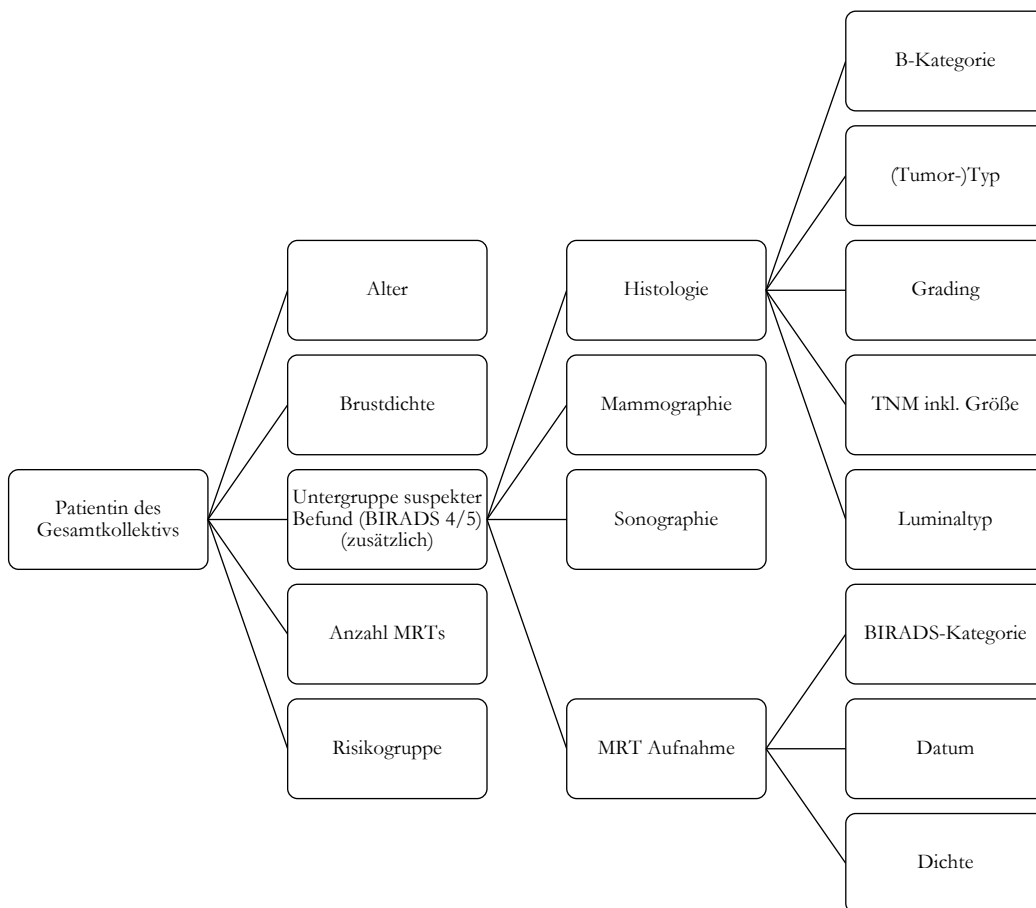 Patientin des
Gesamtkollektivs
Alter
Brustdichte
Untergruppe suspekter
Befund (BIRADS 4/5)
(zusätzlich)
Anzahl MRTs
Risikogruppe
Histologie
Mammographie
Sonographie
MRT Aufnahme
B-Kategorie
(Tumor-)Typ
Grading
TNM inkl. Größe
Luminaltyp
BIRADS-Kategorie
Datum
Dichte